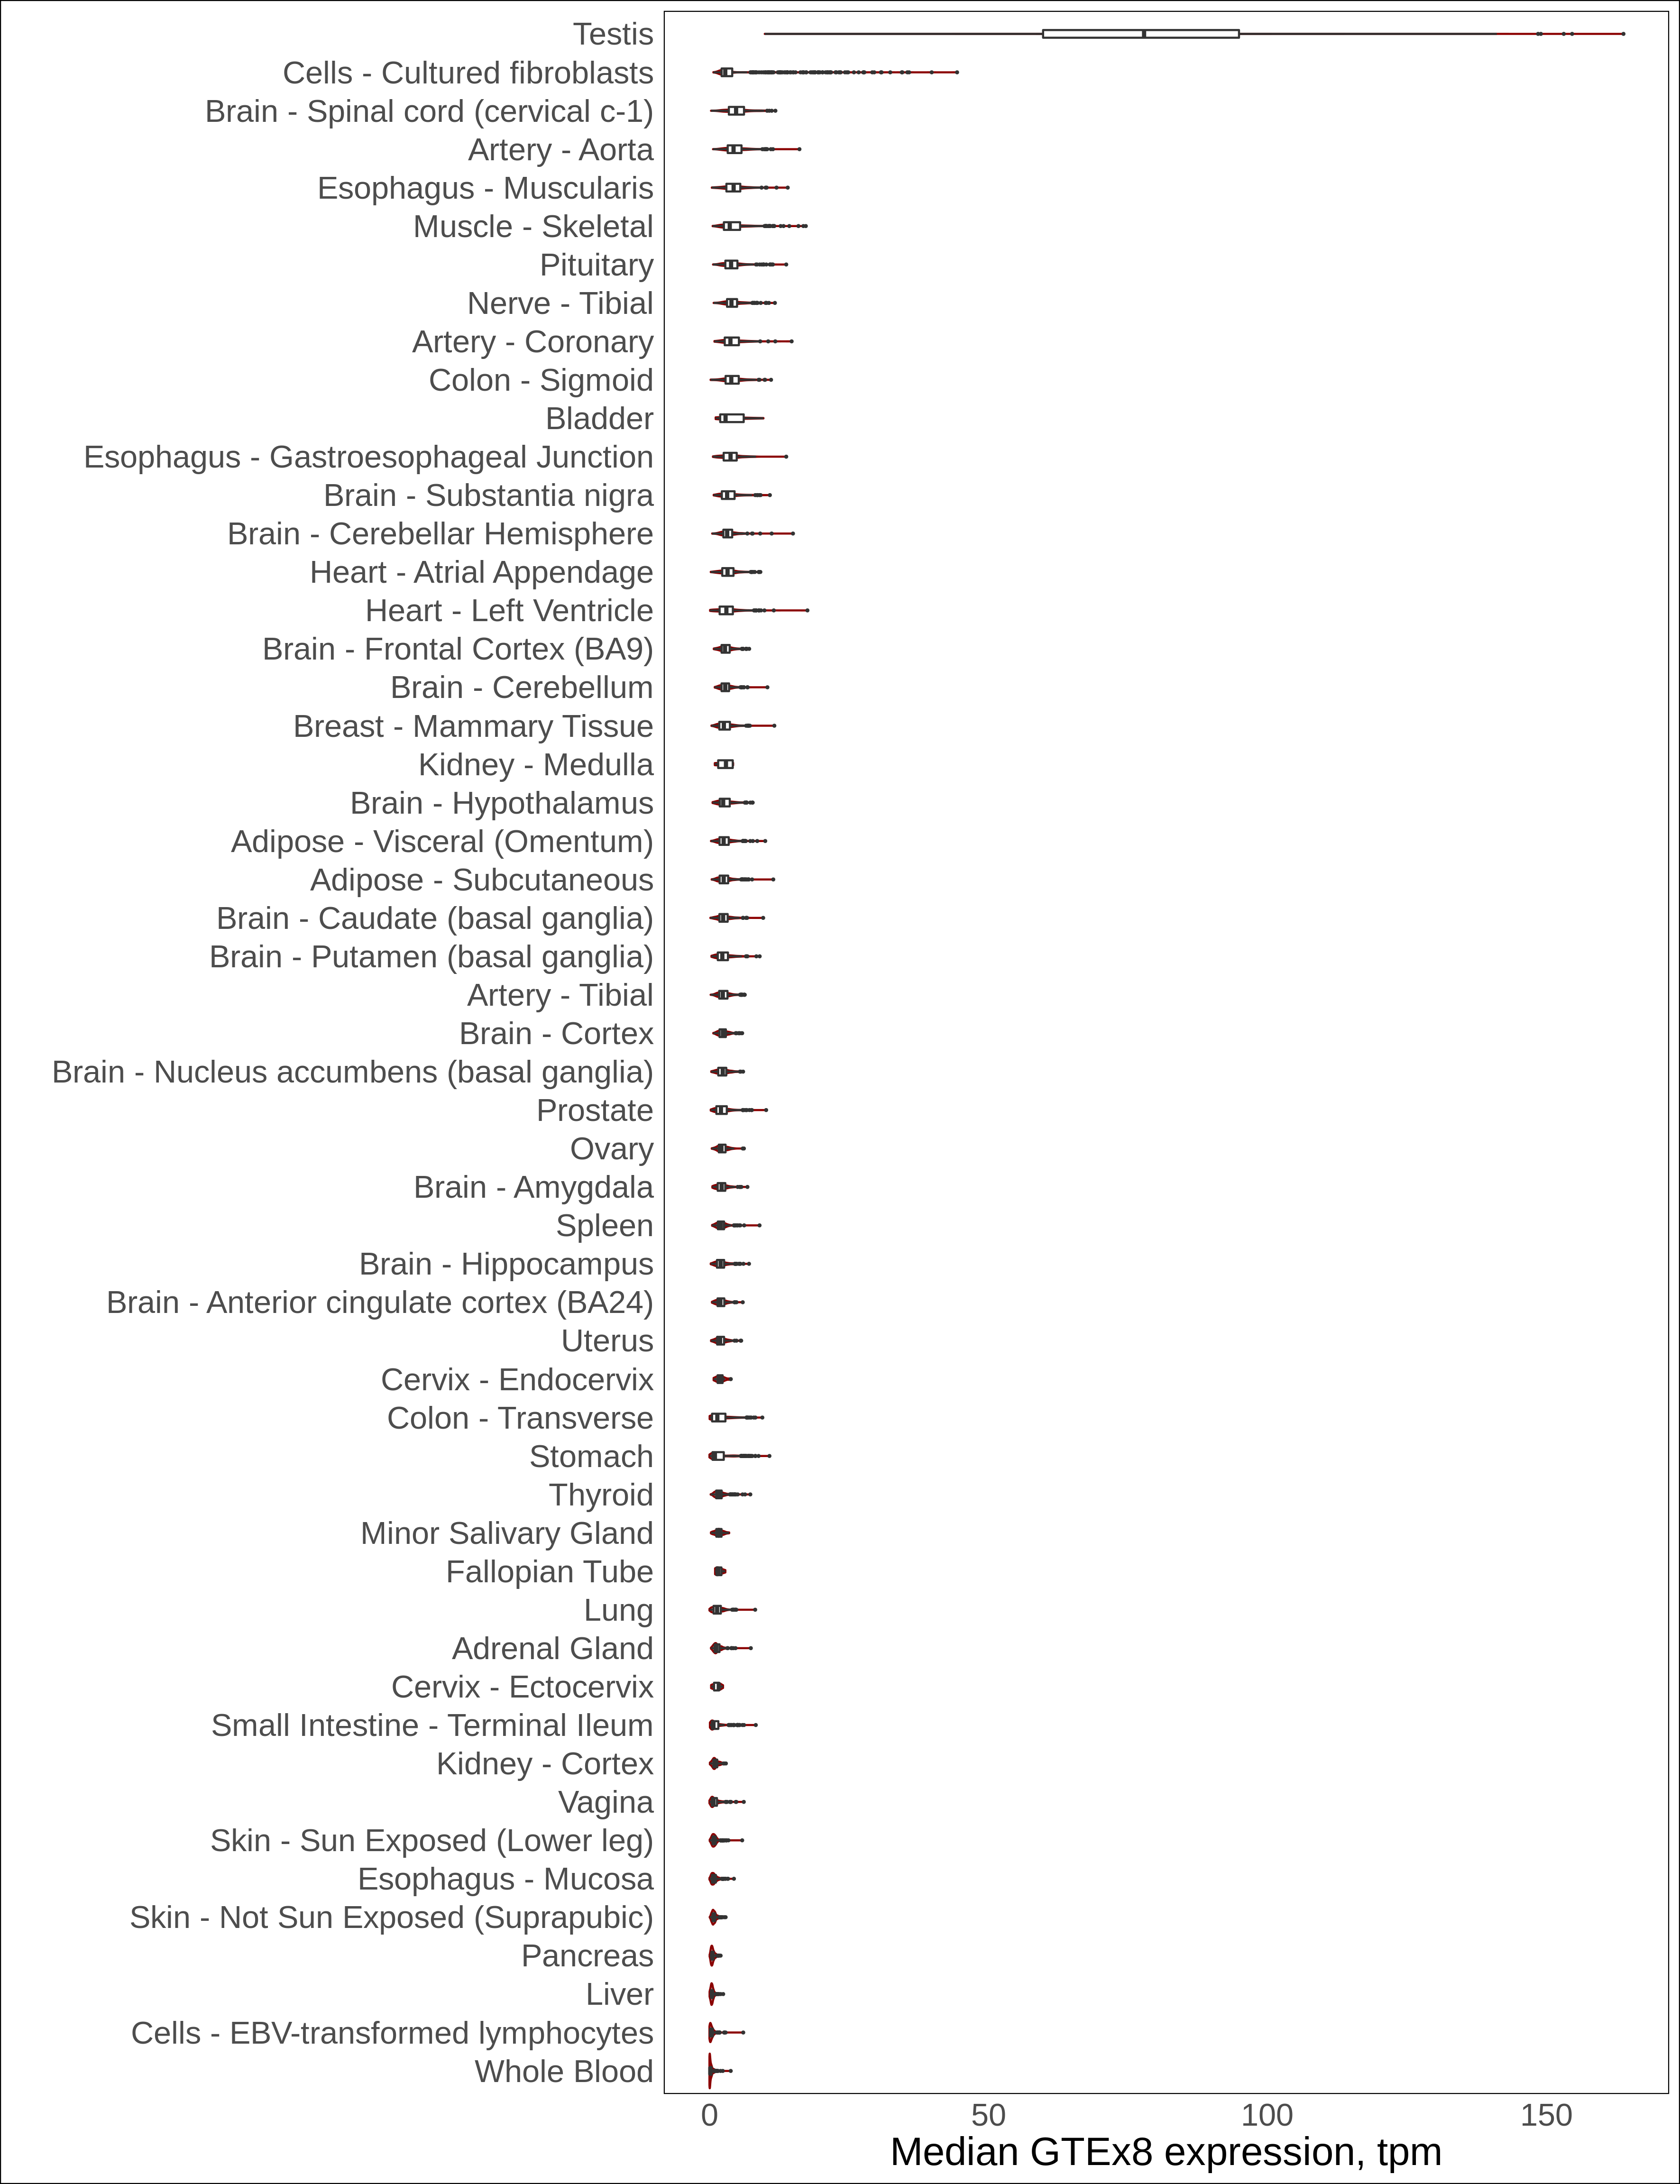 Testis
Cells - Cultured fibroblasts
Brain - Spinal cord (cervical c-1)
Artery - Aorta
Esophagus - Muscularis
Muscle - Skeletal
Pituitary
Nerve - Tibial
Artery - Coronary
Colon - Sigmoid
Bladder
Esophagus - Gastroesophageal Junction
Brain - Substantia nigra
Brain - Cerebellar Hemisphere
Heart - Atrial Appendage
Heart - Left Ventricle
Brain - Frontal Cortex (BA9)
Brain - Cerebellum
Breast - Mammary Tissue
Kidney - Medulla
Brain - Hypothalamus
Adipose - Visceral (Omentum)
Adipose - Subcutaneous
Brain - Caudate (basal ganglia)
Brain - Putamen (basal ganglia)
Artery - Tibial
Brain - Cortex
Brain - Nucleus accumbens (basal ganglia)
Prostate
Ovary
Brain - Amygdala
Spleen
Brain - Hippocampus
Brain - Anterior cingulate cortex (BA24)
Uterus
Cervix - Endocervix
Colon - Transverse
Stomach
Thyroid
Minor Salivary Gland
Fallopian Tube
Lung
Adrenal Gland
Cervix - Ectocervix
Small Intestine - Terminal Ileum
Kidney - Cortex
Vagina
Skin - Sun Exposed (Lower leg)
Esophagus - Mucosa
Skin - Not Sun Exposed (Suprapubic)
Pancreas
Liver
Cells - EBV-transformed lymphocytes
Whole Blood
0 50 100 150
Median GTEx8 expression, tpm